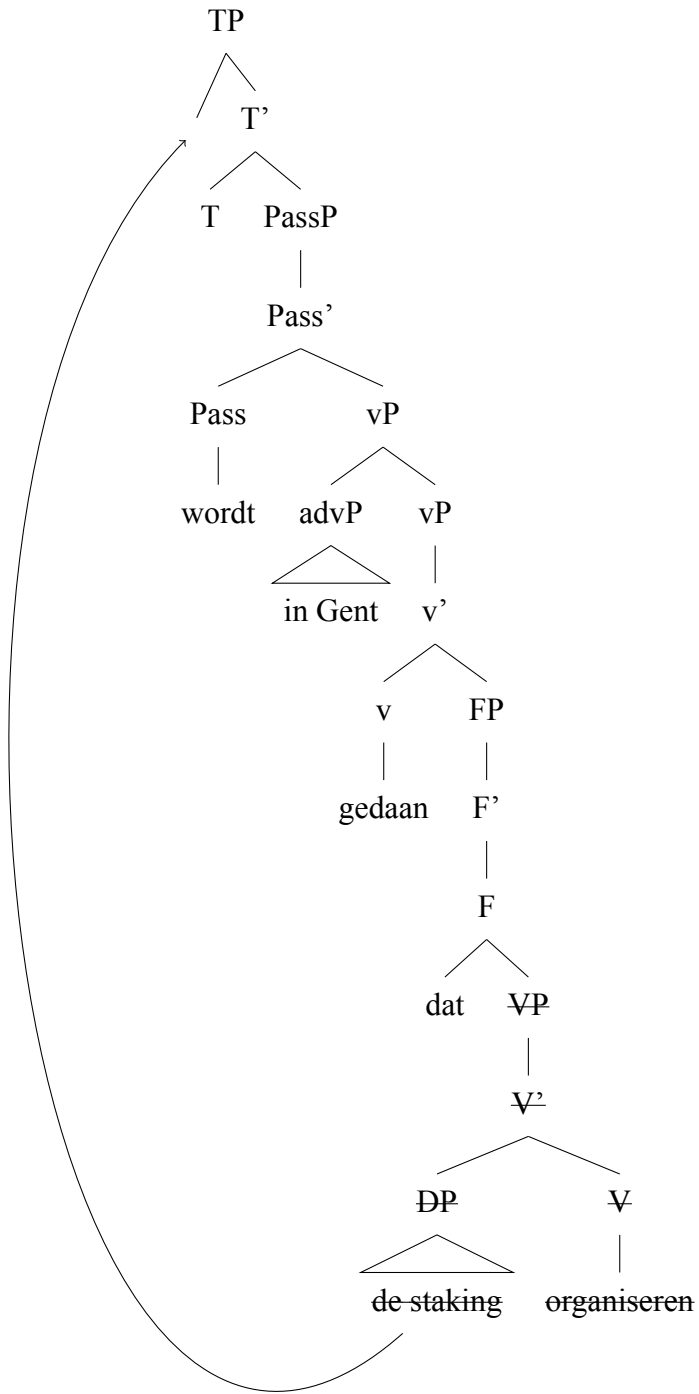 TP
T’
T PassP
Pass’
Pass vP
wordt advP vP
in Gent v’
v FP
gedaan F’
F
dat VP
V’
DP V
de staking organiseren